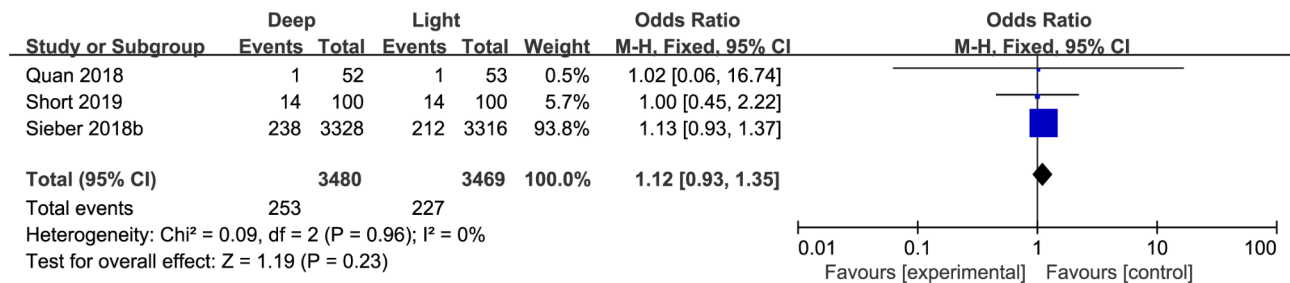 Deep Light Odds Ratio Odds Ratio
Study or Subgroup Events Total Events Total Weight M-H, Fixed, 95% CI M-H, Fixed, 95% CI
Quan 2018 1 52 1 53 0.5% 1.02 [0.06, 16.74]
Short 2019 14 100 14 100 5.7% 1.00 [0.45, 2.22]
Sieber 2018b 238 3328 212 3316 93.8% 1.13 [0.93, 1.37]
Total (95% CI) 3480 3469 100.0% 1.12 [0.93, 1.35]
Total events 253 227
Heterogeneity: Chi² = 0.09, df = 2 (P = 0.96); I² = 0%
Test for overall effect: Z = 1.19 (P = 0.23)
0.01 0.1 1 10 100
Favours [experimental] Favours [control]